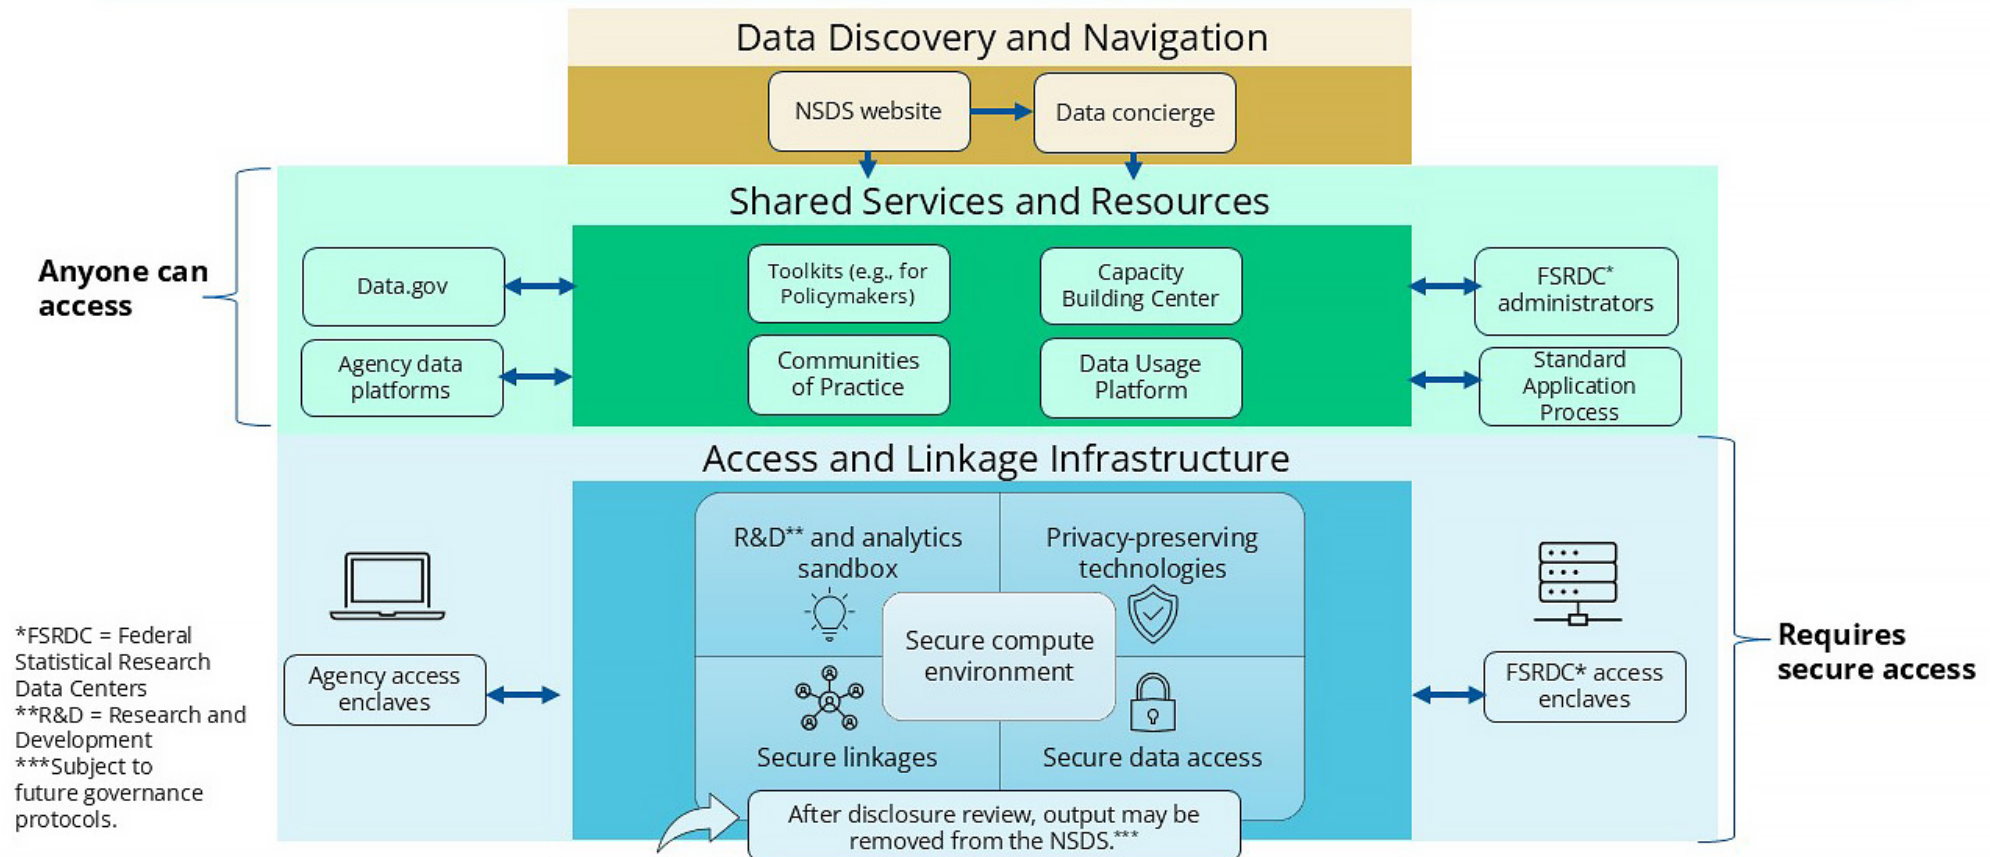 Data Discovery and Navigation
NSDS website
Data concierge
Shared Services and Resources
Anyone can
access
Data.gov
Agency data
platforms
Toolkits (e.g., for
Policymakers)
Capacity
Building Center
Communities
of Practice
Data Usage
Platform
FSRDC*
administrators
Standard
Application
Process
Access and Linkage Infrastructure
R&D** and analytics
sandbox
Privacy-preserving
technologies
Secure compute
environment
Secure linkages
Secure data access
Agency access
enclaves
FSRDC* access
enclaves
Requires
secure access
After disclosure review, output may be
removed from the NSDS.***
*FSRDC = Federal
Statistical Research
Data Centers
**R&D = Research and
Development
***Subject to
future governance
protocols.